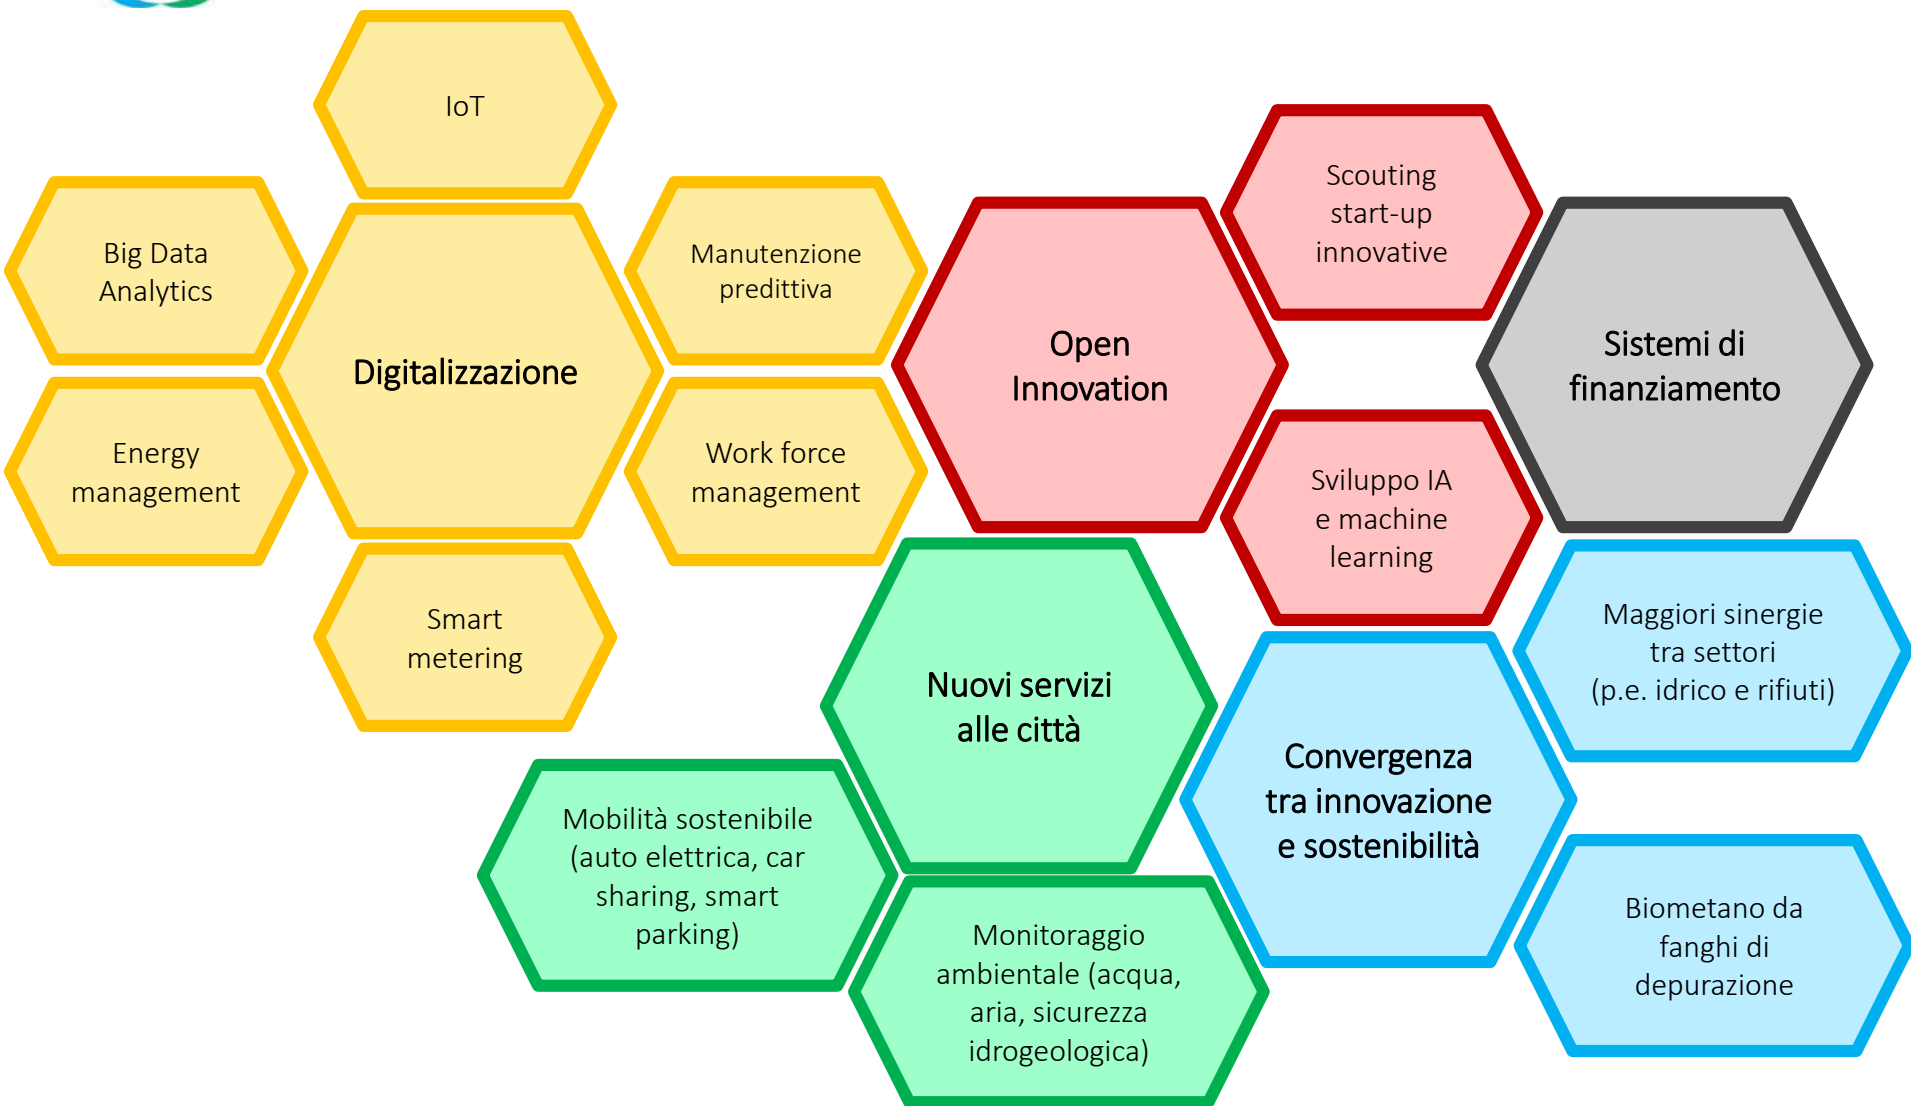 IoT
Big Data
Analytics
Manutenzione
predittiva
Digitalizzazione
Energy
management
Work force
management
Smart
metering
Open
Innovation
Scouting
start-up
innovative
Sviluppo IA
e machine
learning
Sistemi di
finanziamento
Nuovi servizi
alle città
Mobilità sostenibile
(auto elettrica, car
sharing, smart
parking)
Monitoraggio
ambientale (acqua,
aria, sicurezza
idrogeologica)
Convergenza
tra innovazione
e sostenibilità
Maggiori sinergie
tra settori
(p.e. idrico e rifiuti)
Biometano da
fanghi di
depurazione